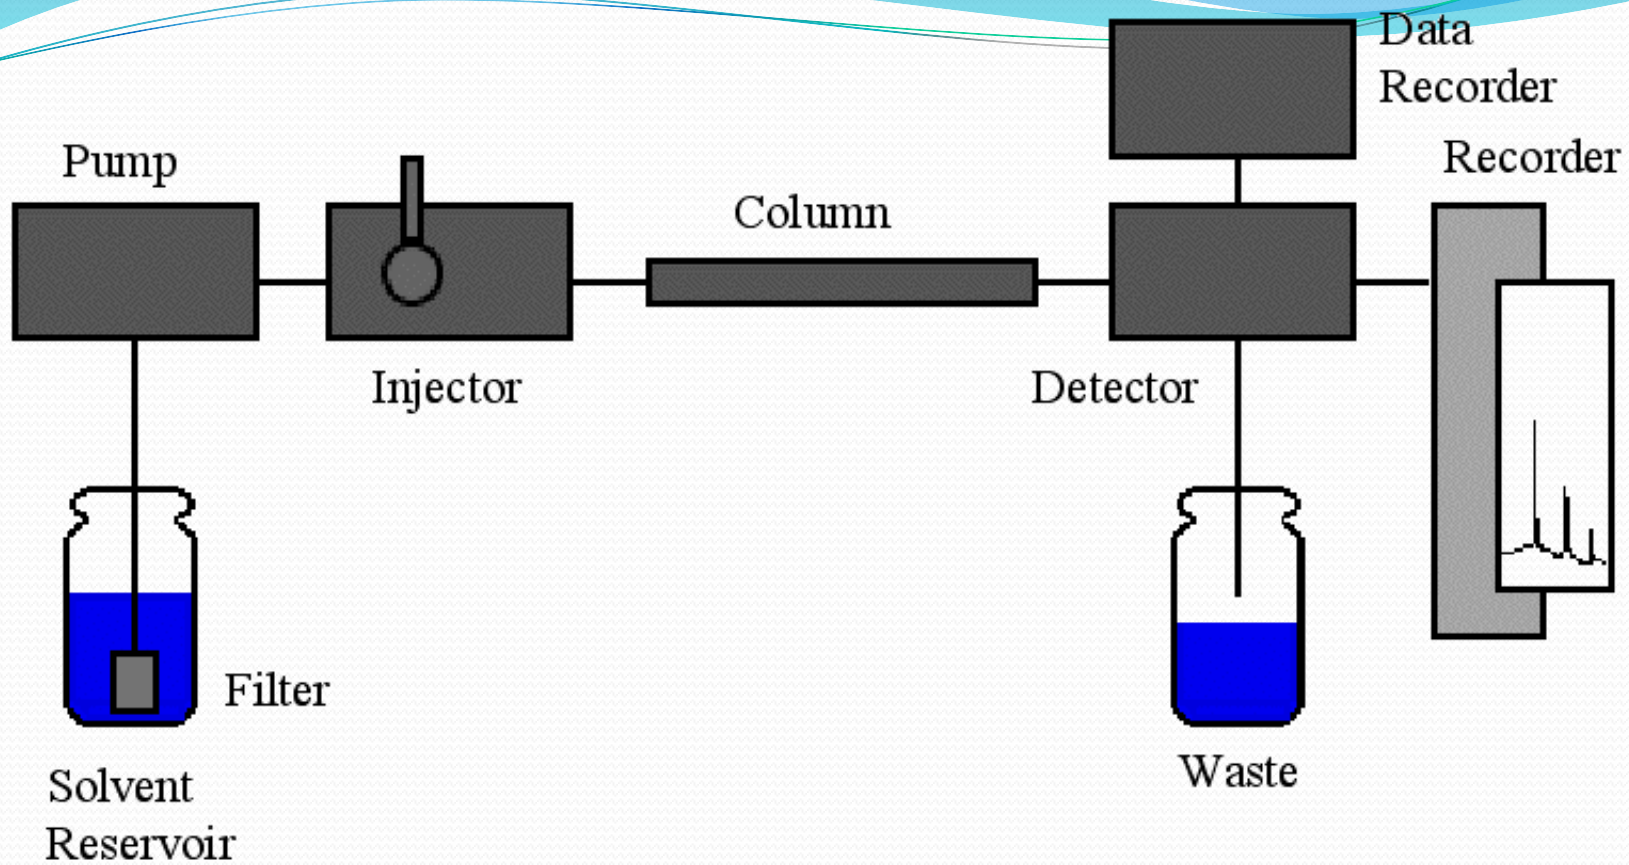 Data
Recorder
Recorder
Pump
Column
Injector
Detector
Filter
Waste
Solvent
Reservoir